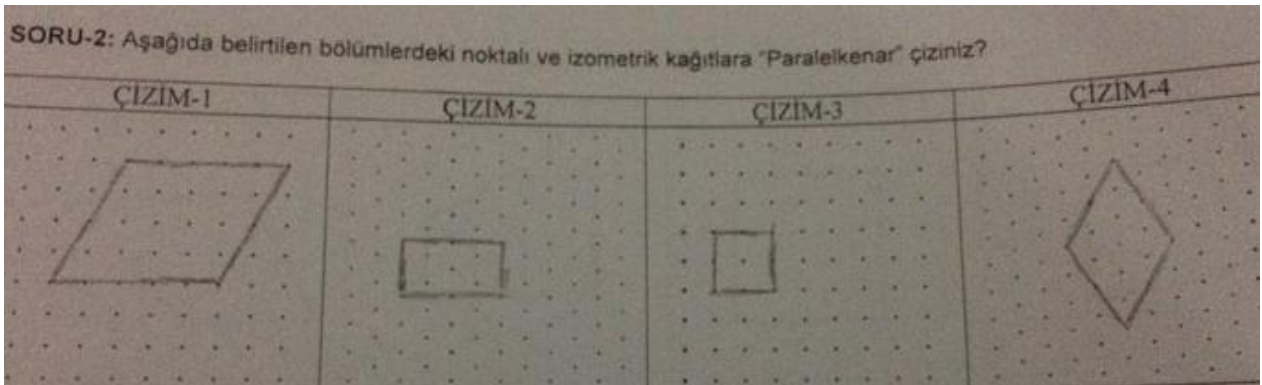 SORU-2: Aşağıda belirtilen bölümlerdeki noktalı ve izometrik kağıtlara "Paralelkenar" çiziniz?
ÇİZİM-1 ÇİZİM-2 ÇİZİM-3 ÇİZİM-4